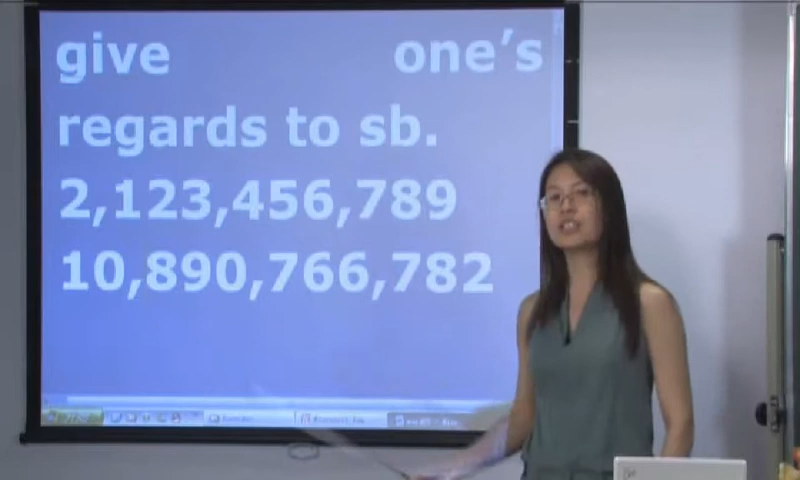 give one's
regards to sb.
2,123,456,789
10,890,766,782